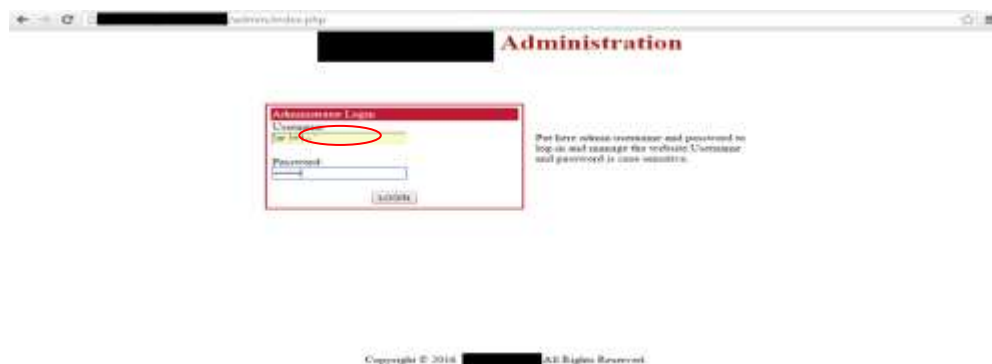 /admin/index.php
Administration
Administrator Login
Username:
Password:
LOGIN
Put here admin username and password to
log in and manage the website Username
and password is case sensitive.
Copyright © 2016 All Rights Reserved